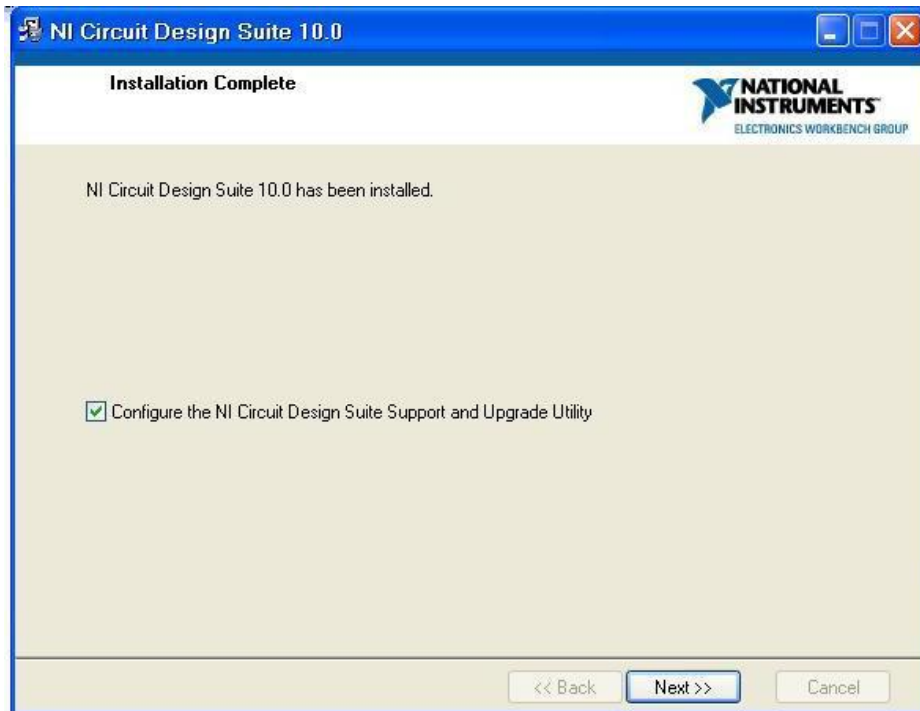 NI Circuit Design Suite 10.0
Installation Complete
NATIONAL
INSTRUMENTS
ELECTRONICS WORKBENCH GROUP
NI Circuit Design Suite 10.0 has been installed.
Configure the NI Circuit Design Suite Support and Upgrade Utility
<< Back Next >> Cancel